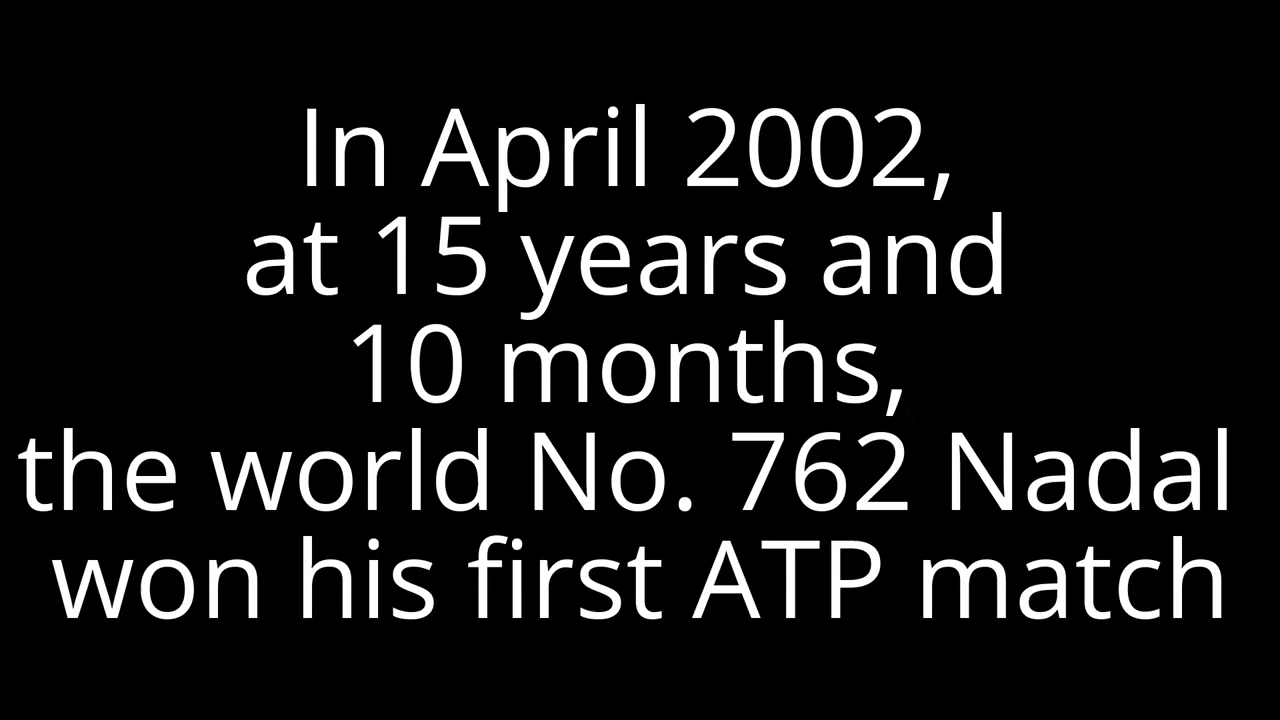 In April 2002,
at 15 years and
10 months,
the world No. 762 Nadal
won his first ATP match